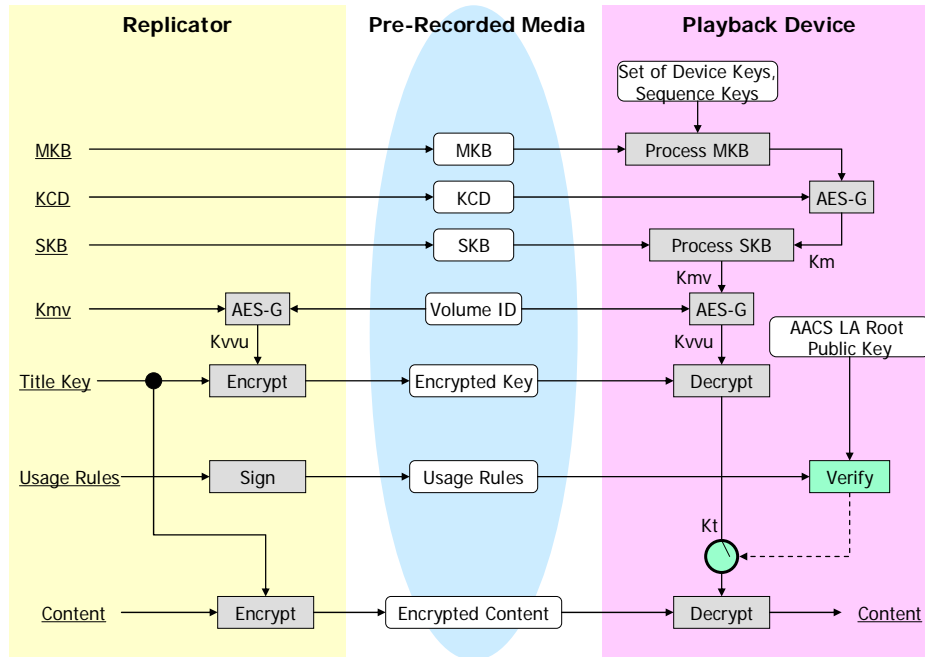 Replicator
Pre-Recorded Media
Playback Device
Set of Device Keys,
Sequence Keys
MKB
MKB
Process MKB
KCD
KCD
AES-G
SKB
SKB
Process SKB
Km
Kmv
Kmv
AES-G
Volume ID
AES-G
Kvvu
Kvvu
AACS LA Root
Public Key
Title Key
Encrypt
Encrypted Key
Decrypt
Usage Rules
Sign
Usage Rules
Verify
Kt
Content
Encrypt
Encrypted Content
Decrypt
Content